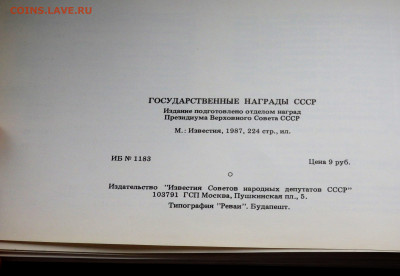 COINS-LAVE.RU
ГОСУДАРСТВЕННЫЕ НАГРАДЫ СССР
Издание подготовлено отделом наград
Президиума Верховного Совета СССР
М.: Известия, 1987, 224 стр., ил.
ИБ № 1183 Цена 9 руб.
Издательство "Известия Советов народных депутатов СССР"
103791 ГСП Москва, Пушкинская пл., 5.
Типография "Реваи". Будапешт.